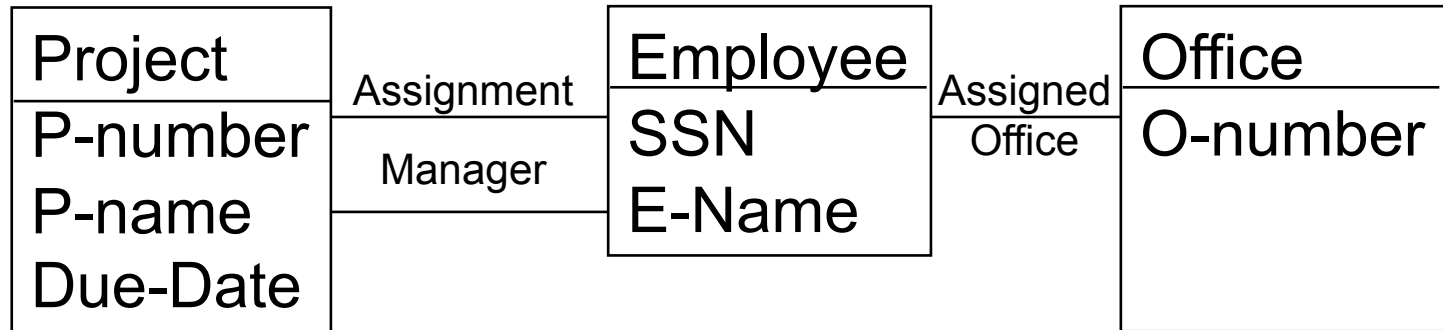 Project
P-number
P-name
Due-Date
Assignment
Manager
Employee
SSN
E-Name
Assigned
Office
Office
O-number